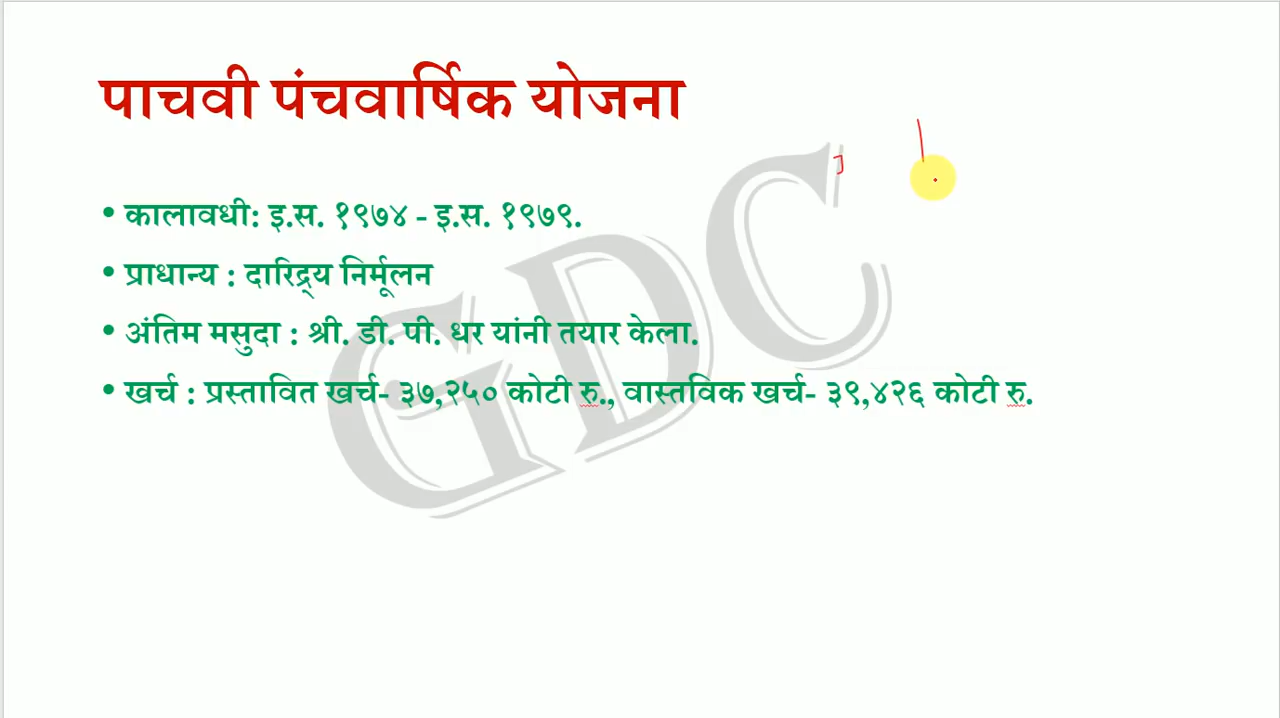 पाचवी पंचवार्षिक योजना
GDC
• कालावधी: इ.स. १९७४ - इ.स. १९७९.
• प्राधान्य : दारिद्र्य निर्मूलन
• अंतिम मसुदा : श्री. डी. पी. धर यांनी तयार केला.
• खर्च : प्रस्तावित खर्च- ३७,२५० कोटी रु., वास्तविक खर्च- ३९,४२६ कोटी रु.